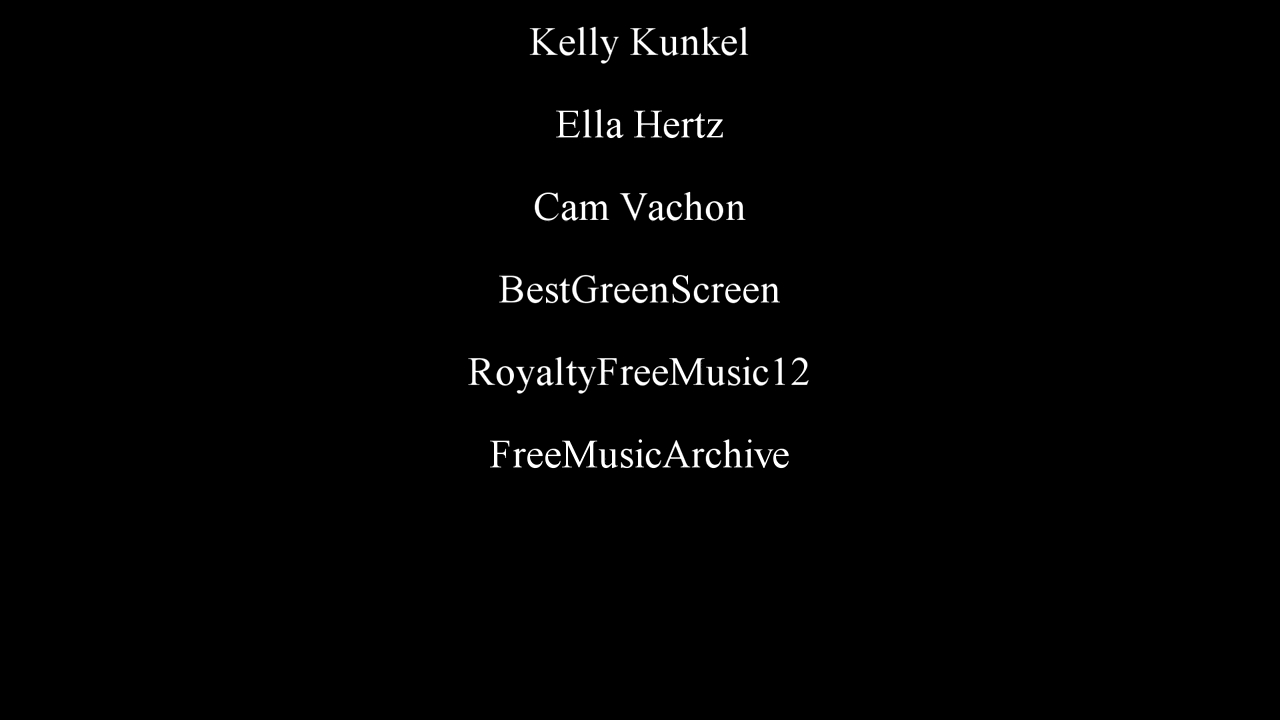 Kelly Kunkel
Ella Hertz
Cam Vachon
BestGreenScreen
RoyaltyFreeMusic12
FreeMusicArchive